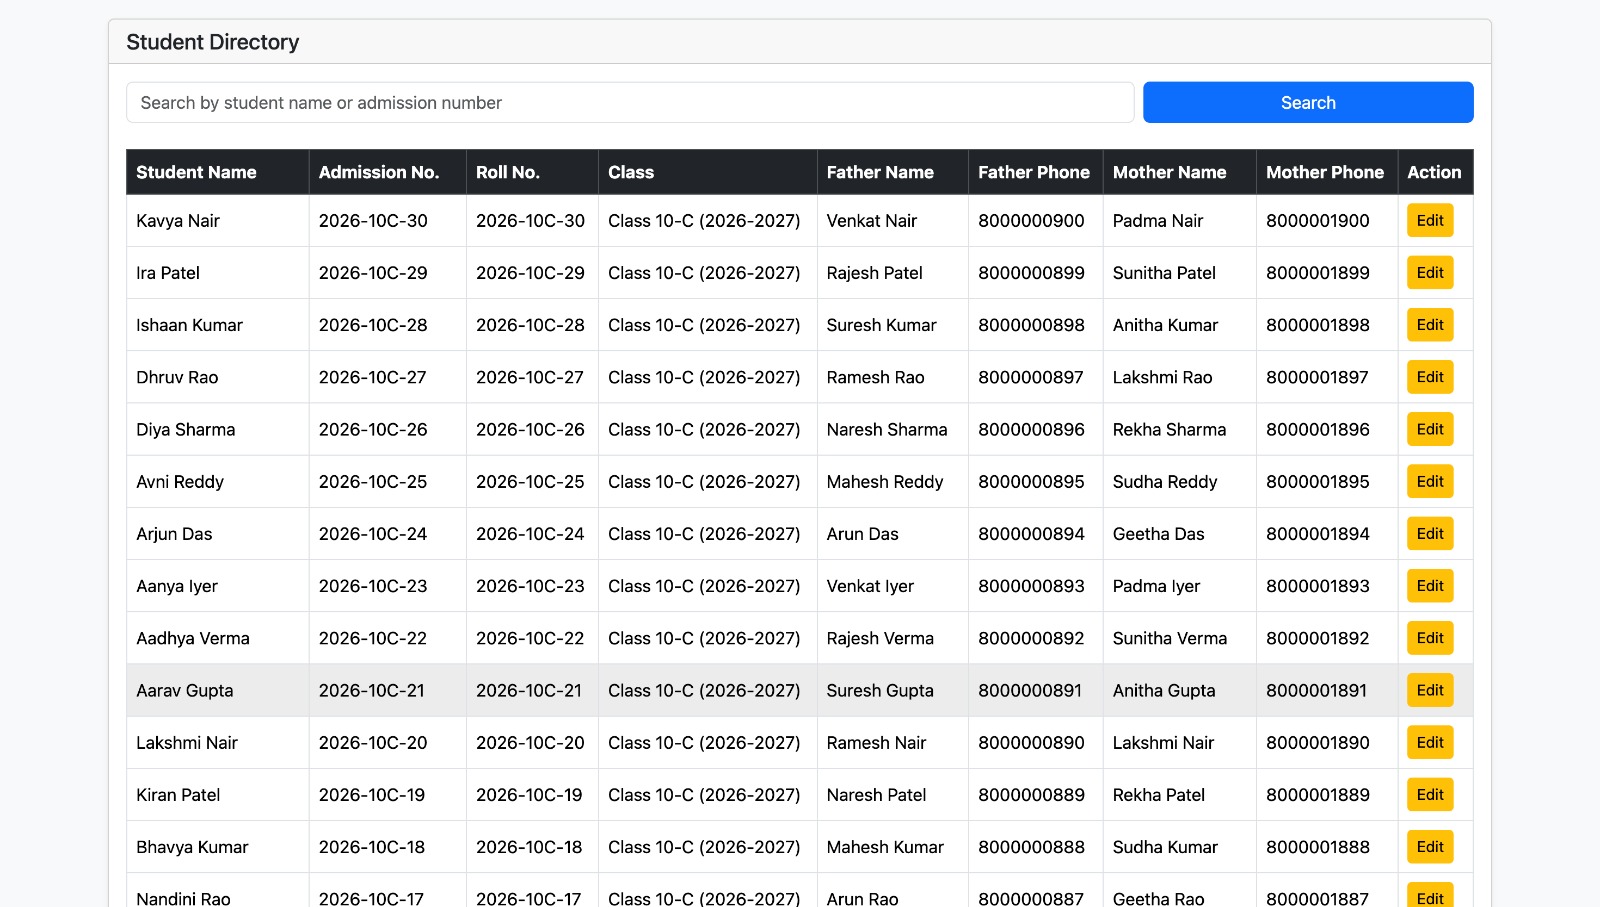 Student Directory
Search by student name or admission number Search
Student Name Admission No. Roll No. Class Father Name Father Phone Mother Name Mother Phone Action
Kavya Nair 2026-10C-30 2026-10C-30 Class 10-C (2026-2027) Venkat Nair 8000000900 Padma Nair 8000001900 Edit
Ira Patel 2026-10C-29 2026-10C-29 Class 10-C (2026-2027) Rajesh Patel 8000000899 Sunitha Patel 8000001899 Edit
Ishaan Kumar 2026-10C-28 2026-10C-28 Class 10-C (2026-2027) Suresh Kumar 8000000898 Anitha Kumar 8000001898 Edit
Dhruv Rao 2026-10C-27 2026-10C-27 Class 10-C (2026-2027) Ramesh Rao 8000000897 Lakshmi Rao 8000001897 Edit
Diya Sharma 2026-10C-26 2026-10C-26 Class 10-C (2026-2027) Naresh Sharma 8000000896 Rekha Sharma 8000001896 Edit
Avni Reddy 2026-10C-25 2026-10C-25 Class 10-C (2026-2027) Mahesh Reddy 8000000895 Sudha Reddy 8000001895 Edit
Arjun Das 2026-10C-24 2026-10C-24 Class 10-C (2026-2027) Arun Das 8000000894 Geetha Das 8000001894 Edit
Aanya Iyer 2026-10C-23 2026-10C-23 Class 10-C (2026-2027) Venkat Iyer 8000000893 Padma Iyer 8000001893 Edit
Aadhya Verma 2026-10C-22 2026-10C-22 Class 10-C (2026-2027) Rajesh Verma 8000000892 Sunitha Verma 8000001892 Edit
Aarav Gupta 2026-10C-21 2026-10C-21 Class 10-C (2026-2027) Suresh Gupta 8000000891 Anitha Gupta 8000001891 Edit
Lakshmi Nair 2026-10C-20 2026-10C-20 Class 10-C (2026-2027) Ramesh Nair 8000000890 Lakshmi Nair 8000001890 Edit
Kiran Patel 2026-10C-19 2026-10C-19 Class 10-C (2026-2027) Naresh Patel 8000000889 Rekha Patel 8000001889 Edit
Bhavya Kumar 2026-10C-18 2026-10C-18 Class 10-C (2026-2027) Mahesh Kumar 8000000888 Sudha Kumar 8000001888 Edit
Nandini Rao 2026-10C-17 2026-10C-17 Class 10-C (2026-2027) Arun Rao 8000000887 Geetha Rao 8000001887 Edit